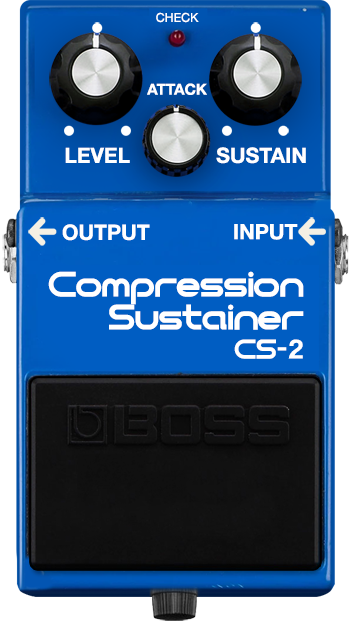 CHECK
ATTACK
LEVEL SUSTAIN
OUTPUT INPUT
Compression
Sustainer
CS-2
BOSS